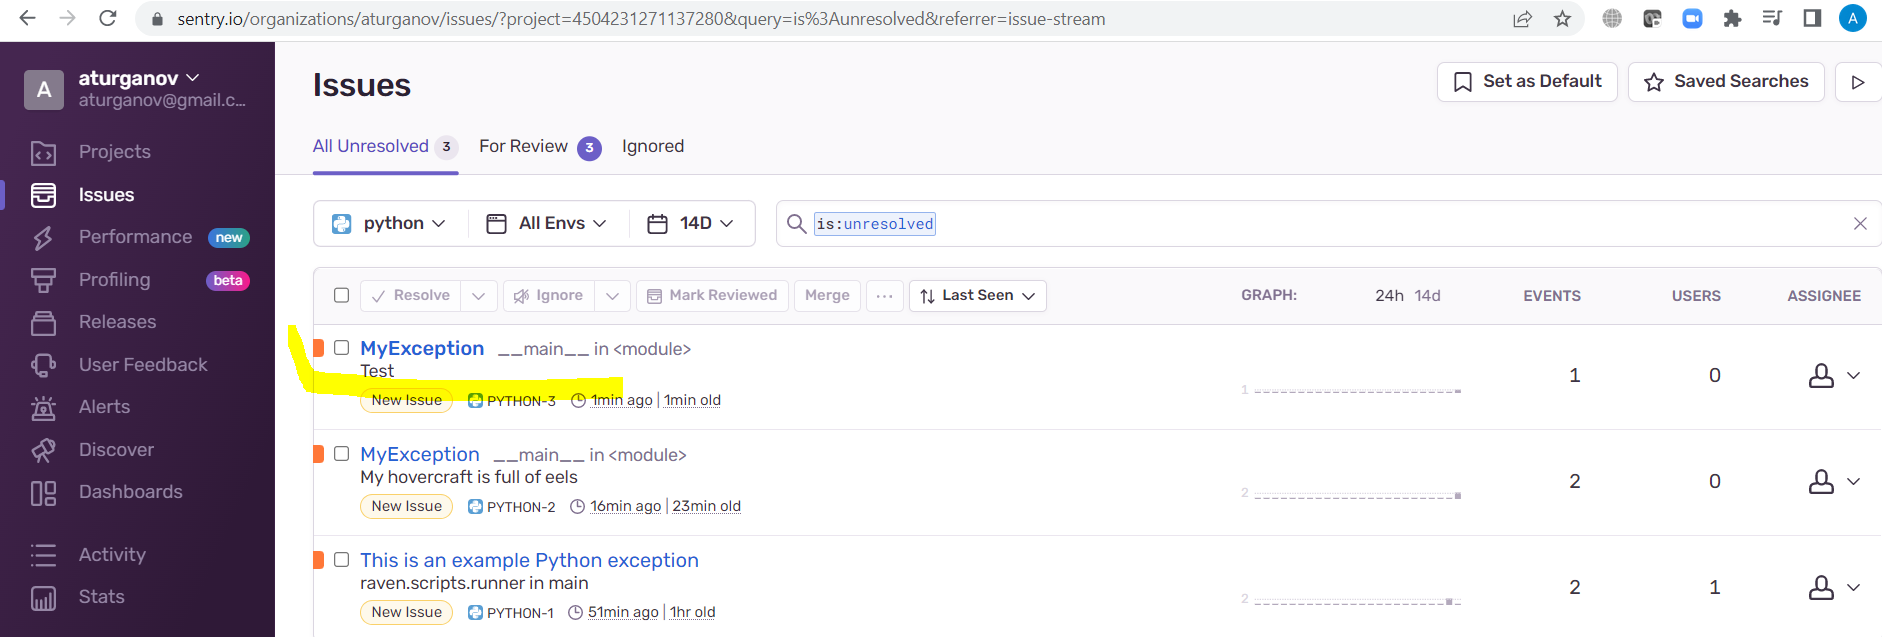 sentry.io/organizations/aturganov/issues/?project=4504231271137280&query=is%3Aunresolved&referrer=issue-stream
A
A
aturganov
aturganov@gmail.c...
Projects
Issues
Performance new
Profiling beta
Releases
User Feedback
Alerts
Discover
Dashboards
Activity
Stats
Issues
Set as Default
Saved Searches
All Unresolved 3
For Review 3
Ignored
python
All Envs
14D
is:unresolved
Resolve
Ignore
Mark Reviewed
Merge
...
Last Seen
GRAPH:
24h 14d
EVENTS
USERS
ASSIGNEE
MyException __main__ in <module>
Test
New Issue PYTHON-3 1min ago | 1min old
1
1
0
MyException __main__ in <module>
My hovercraft is full of eels
New Issue PYTHON-2 16min ago | 23min old
2
2
0
This is an example Python exception
raven.scripts.runner in main
New Issue PYTHON-1 51min ago | 1hr old
2
2
1